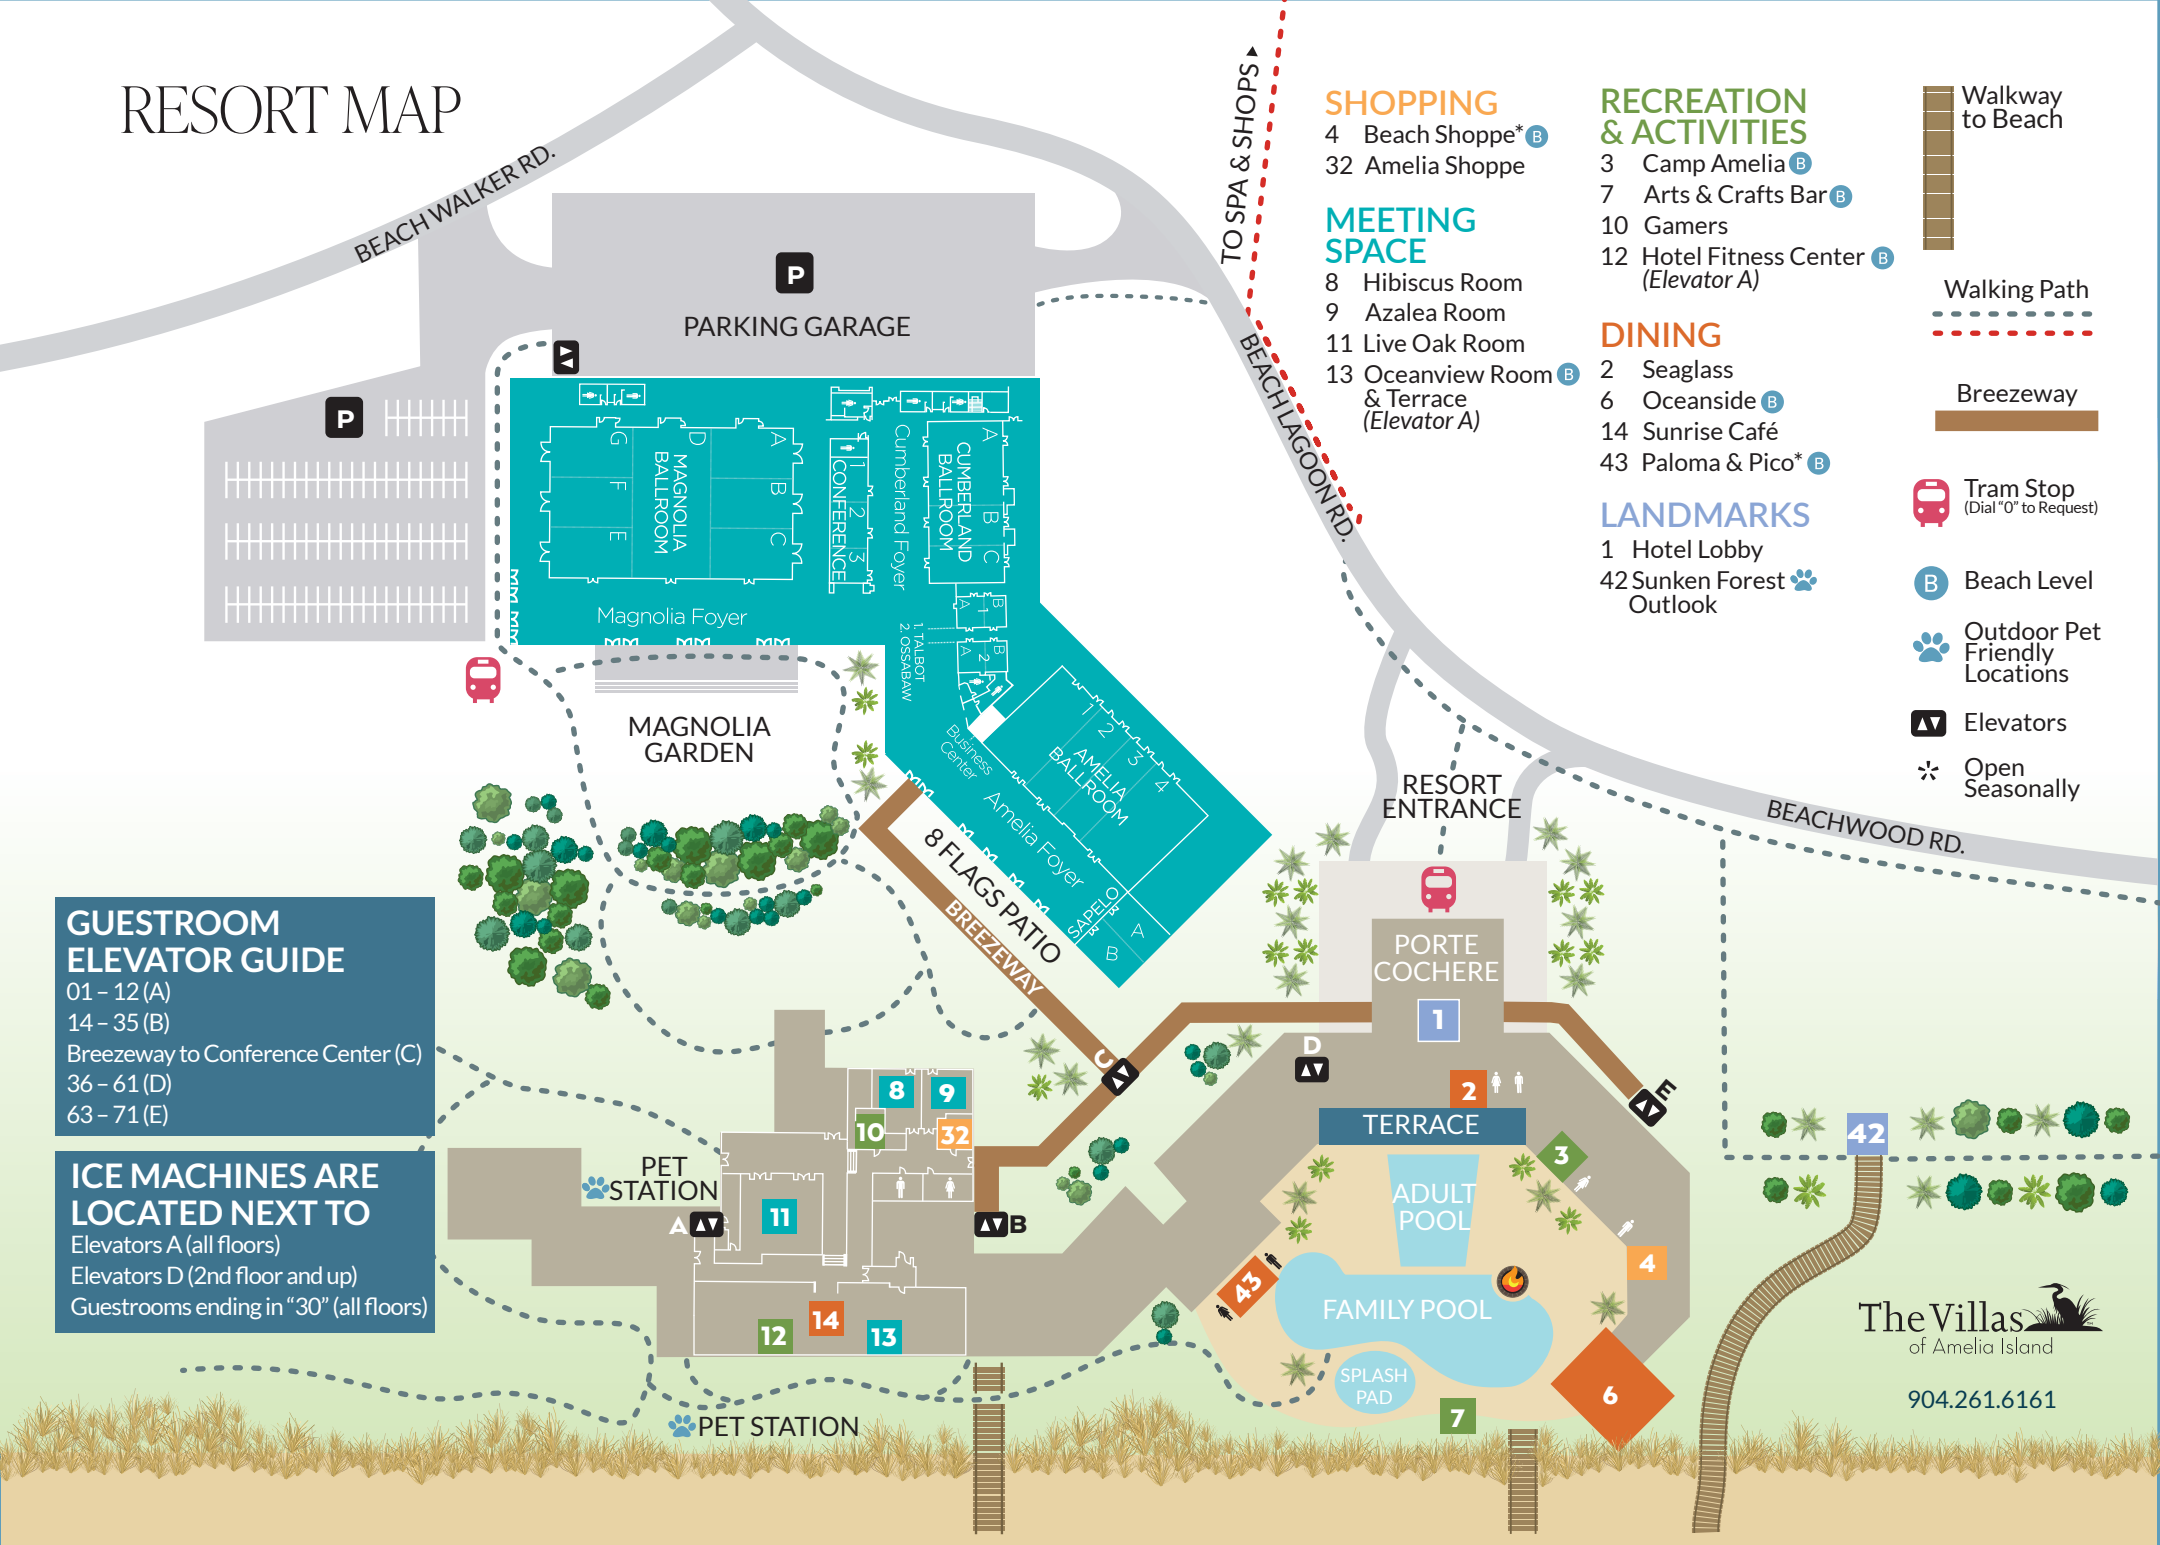 RESORT MAP
BEACH WALKER RD.
TO SPA & SHOPS
BEACH LAGOON RD.
BEACHWOOD RD.
P
PARKING GARAGE
P
SHOPPING
4 Beach Shoppe* B
32 Amelia Shoppe
MEETING
SPACE
8 Hibiscus Room
9 Azalea Room
11 Live Oak Room
13 Oceanview Room B
& Terrace
(Elevator A)
RECREATION
& ACTIVITIES
3 Camp Amelia B
7 Arts & Crafts Bar B
10 Gamers
12 Hotel Fitness Center B
(Elevator A)
DINING
2 Seaglass
6 Oceanside B
14 Sunrise Café
43 Paloma & Pico* B
LANDMARKS
1 Hotel Lobby
42 Sunken Forest
Outlook
Walkway
to Beach
Walking Path
Breezeway
Tram Stop
(Dial “0” to Request)
B Beach Level
Outdoor Pet
Friendly
Locations
Elevators
* Open
Seasonally
G
F
E
D
MAGNOLIA
BALLROOM
A
B
C
Magnolia Foyer
CONFERENCE
1
2
3
Cumberland Foyer
CUMBERLAND
BALLROOM
A
B
C
A 1 B
A 2 B
1. TALBOT
2. OSSABAW
Business
Center
AMELIA
BALLROOM
1
2
3
4
Amelia Foyer
SAPELO
A
B
MAGNOLIA
GARDEN
8 FLAGS PATIO
BREEZEWAY
RESORT
ENTRANCE
PORTE
COCHERE
1
C
D
E
2
TERRACE
3
ADULT
POOL
4
43
FAMILY POOL
SPLASH
PAD
6
7
42
8
9
10
32
PET
STATION
A
11
B
12
14
13
PET STATION
GUESTROOM
ELEVATOR GUIDE
01 – 12 (A)
14 – 35 (B)
Breezeway to Conference Center (C)
36 – 61 (D)
63 – 71 (E)
ICE MACHINES ARE
LOCATED NEXT TO
Elevators A (all floors)
Elevators D (2nd floor and up)
Guestrooms ending in “30” (all floors)
The Villas
of Amelia Island
904.261.6161